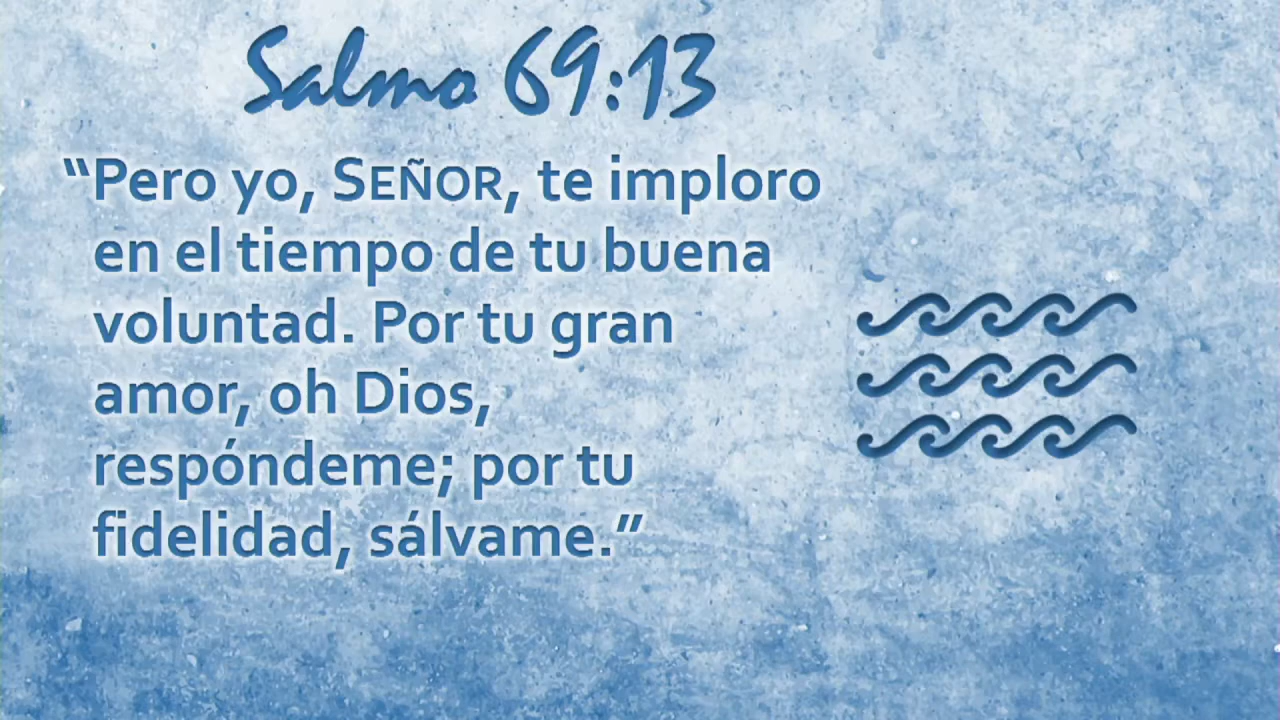 Salmo 69:13
“Pero yo, SEÑOR, te imploro
en el tiempo de tu buena
voluntad. Por tu gran
amor, oh Dios,
respóndeme; por tu
fidelidad, sálvame.”